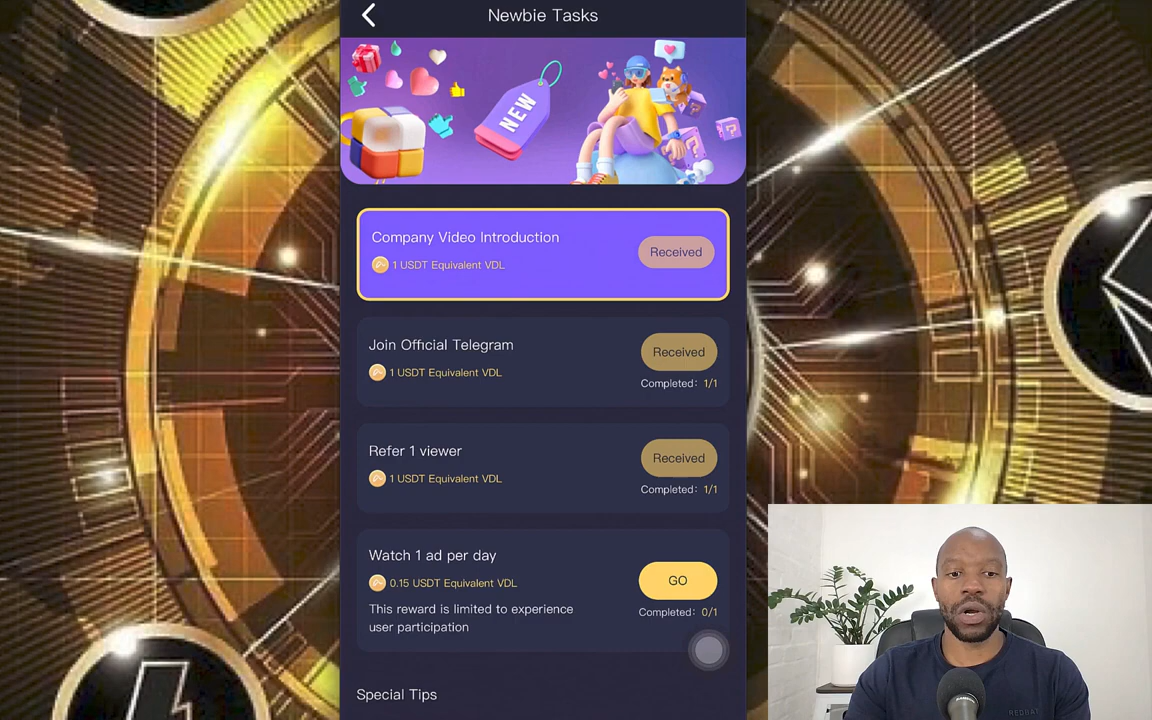 Newbie Tasks
NEW
Company Video Introduction
1 USDT Equivalent VDL
Received
Join Official Telegram
1 USDT Equivalent VDL
Received
Completed: 1/1
Refer 1 viewer
1 USDT Equivalent VDL
Received
Completed: 1/1
Watch 1 ad per day
0.15 USDT Equivalent VDL
This reward is limited to experience
user participation
GO
Completed: 0/1
Special Tips